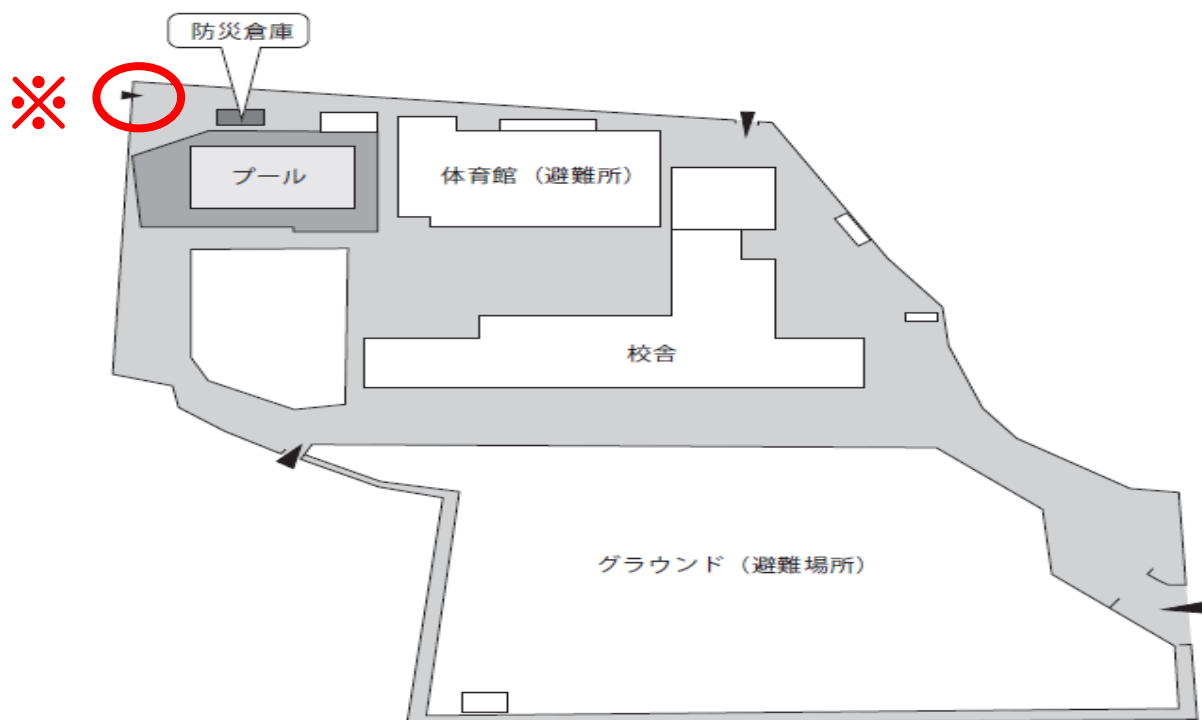 防災倉庫
※
プール
体育館（避難所）
校舎
グラウンド（避難場所）